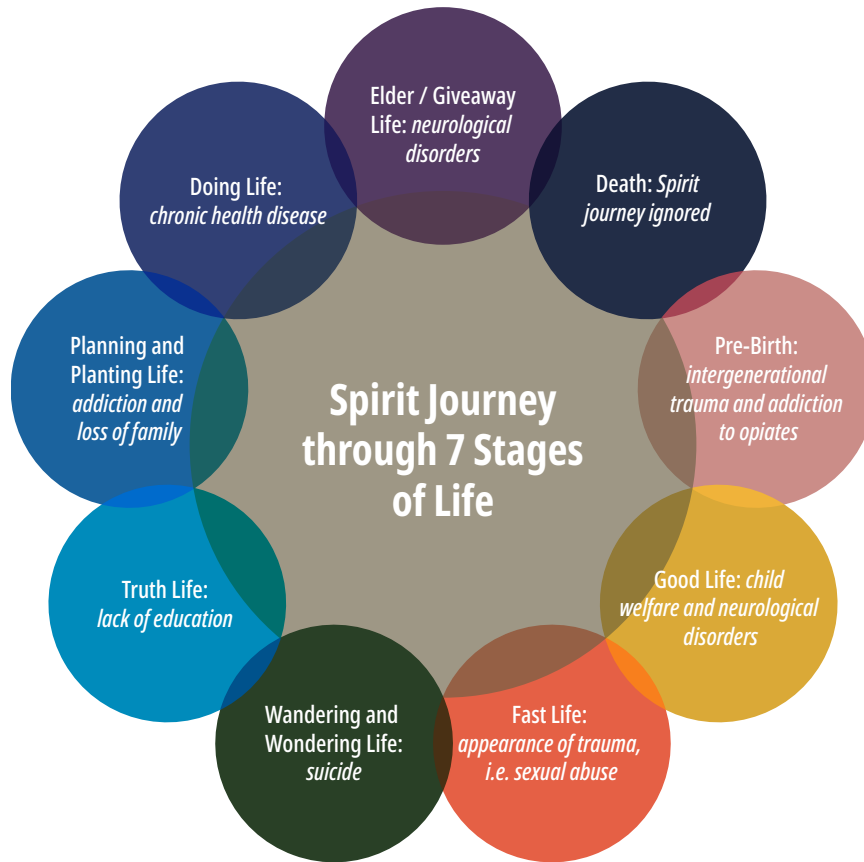 Elder / Giveaway
Life: neurological
disorders
Death: Spirit
journey ignored
Pre-Birth:
intergenerational
trauma and addiction
to opiates
Good Life: child
welfare and neurological
disorders
Fast Life:
appearance of trauma,
i.e. sexual abuse
Wandering and
Wondering Life:
suicide
Truth Life:
lack of education
Planning and
Planting Life:
addiction and
loss of family
Doing Life:
chronic health disease
Spirit Journey
through 7 Stages
of Life